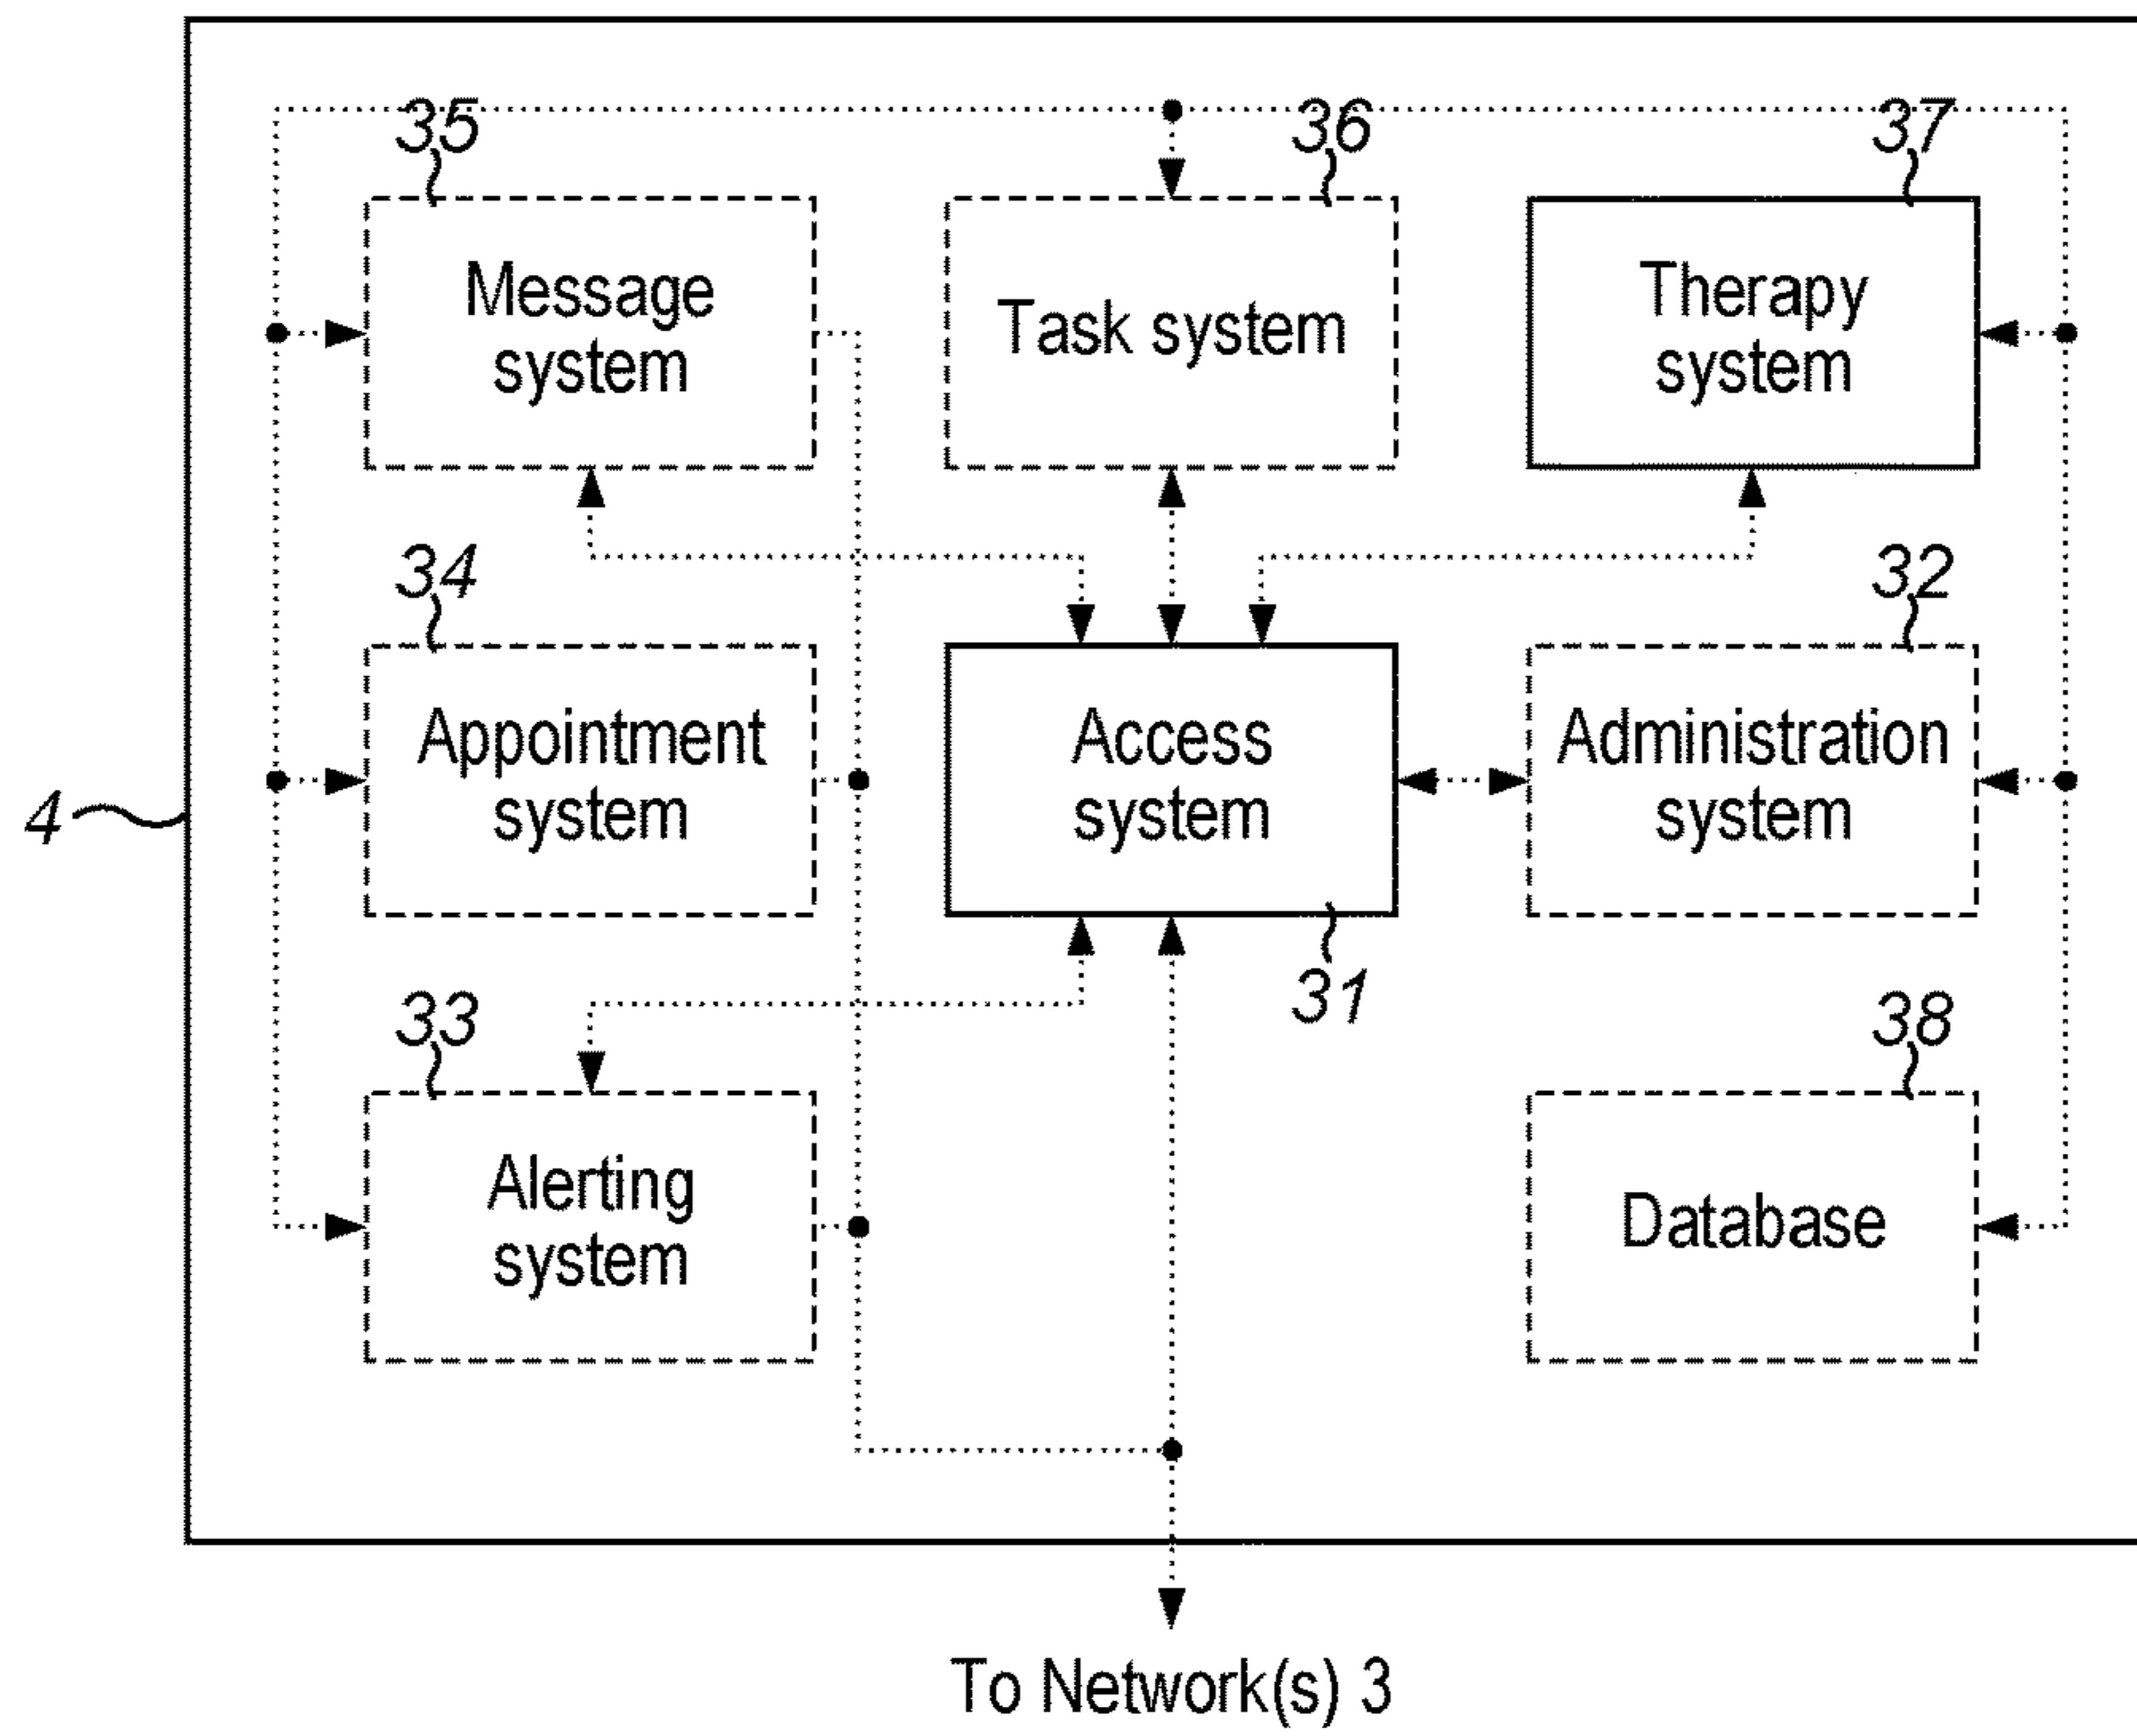 35
36
37
Message
system
Task system
Therapy
system
34
32
Appointment
system
Access
system
Administration
system
4
33
31
38
Alerting
system
Database
To Network(s) 3